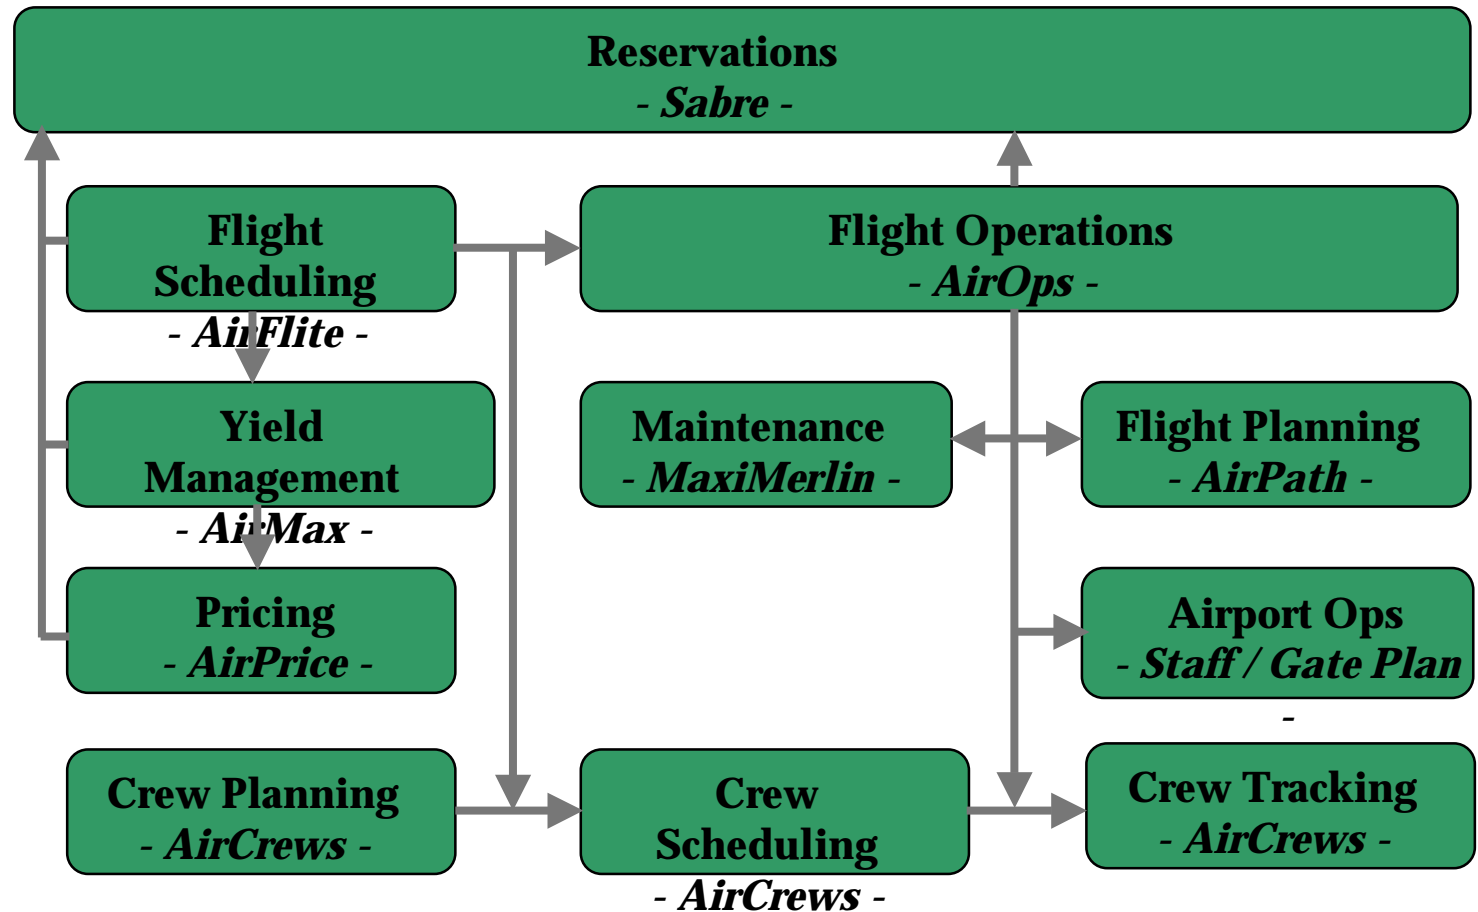 Reservations
- Sabre -
Flight
Scheduling
- AirFlite -
Flight Operations
- AirOps -
Yield
Management
- AirMax -
Maintenance
- MaxiMerlin -
Flight Planning
- AirPath -
Pricing
- AirPrice -
Airport Ops
- Staff / Gate Plan
-
Crew Planning
- AirCrews -
Crew
Scheduling
- AirCrews -
Crew Tracking
- AirCrews -